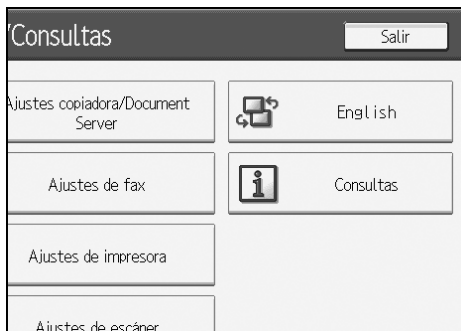 /Consultas
Salir
Ajustes copiadora/Document
Server
English
Ajustes de fax
Consultas
Ajustes de impresora
Ajustes de escáner